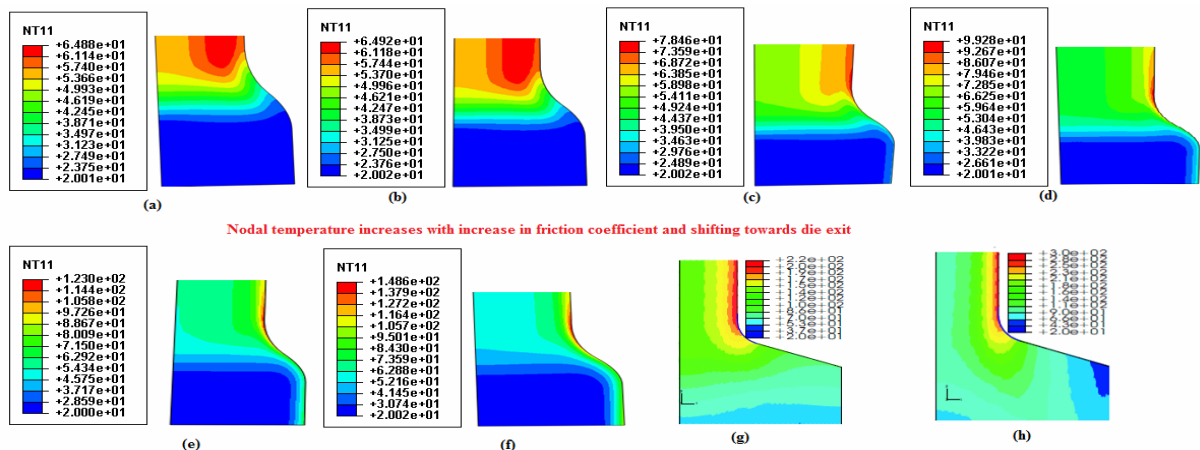 NT11
+6.488e+01
+6.114e+01
+5.740e+01
+5.366e+01
+4.993e+01
+4.619e+01
+4.245e+01
+3.871e+01
+3.497e+01
+3.123e+01
+2.749e+01
+2.375e+01
+2.001e+01
(a)
NT11
+6.492e+01
+6.118e+01
+5.744e+01
+5.370e+01
+4.996e+01
+4.621e+01
+4.247e+01
+3.873e+01
+3.499e+01
+3.125e+01
+2.750e+01
+2.376e+01
+2.002e+01
(b)
NT11
+7.846e+01
+7.359e+01
+6.872e+01
+6.385e+01
+5.898e+01
+5.411e+01
+4.924e+01
+4.437e+01
+3.950e+01
+3.463e+01
+2.976e+01
+2.489e+01
+2.002e+01
(c)
NT11
+9.928e+01
+9.267e+01
+8.607e+01
+7.946e+01
+7.285e+01
+6.625e+01
+5.964e+01
+5.304e+01
+4.643e+01
+3.983e+01
+3.322e+01
+2.661e+01
+2.001e+01
(d)
Nodal temperature increases with increase in friction coefficient and shifting towards die exit
NT11
+1.230e+02
+1.144e+02
+1.058e+02
+9.726e+01
+8.867e+01
+8.009e+01
+7.150e+01
+6.292e+01
+5.434e+01
+4.575e+01
+3.717e+01
+2.859e+01
+2.000e+01
(e)
NT11
+1.486e+02
+1.379e+02
+1.272e+02
+1.164e+02
+1.057e+02
+9.501e+01
+8.430e+01
+7.359e+01
+6.288e+01
+5.216e+01
+4.145e+01
+3.074e+01
+2.002e+01
(f)
+2.2e+02
+2.0e+01
(g)
+3.0e+02
+2.0e+01
(h)